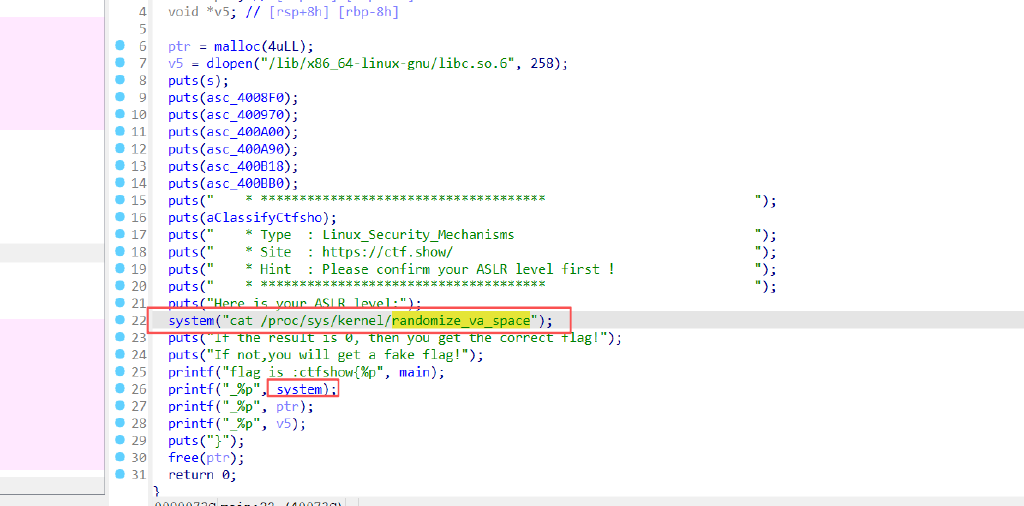 4 void *v5; // [rsp+8h] [rbp-8h]
5
6 ptr = malloc(4uLL);
7 v5 = dlopen("/lib/x86_64-linux-gnu/libc.so.6", 258);
8 puts(s);
9 puts(asc_4008F0);
10 puts(asc_400970);
11 puts(asc_400A00);
12 puts(asc_400A90);
13 puts(asc_400B18);
14 puts(asc_400BB0);
15 puts("    * *************************************                           ");
16 puts(aClassifyCtfsho);
17 puts("    * Type  : Linux_Security_Mechanisms                               ");
18 puts("    * Site  : https://ctf.show/                                       ");
19 puts("    * Hint  : Please confirm your ASLR level first !                  ");
20 puts("    * *************************************                           ");
21 puts("Here is your ASLR level:");
22 system("cat /proc/sys/kernel/randomize_va_space");
23 puts("If the result is 0, then you get the correct flag!");
24 puts("If not,you will get a fake flag!");
25 printf("flag is :ctfshow{%p", main);
26 printf("_%p", system);
27 printf("_%p", ptr);
28 printf("_%p", v5);
29 puts("}");
30 free(ptr);
31 return 0;
}